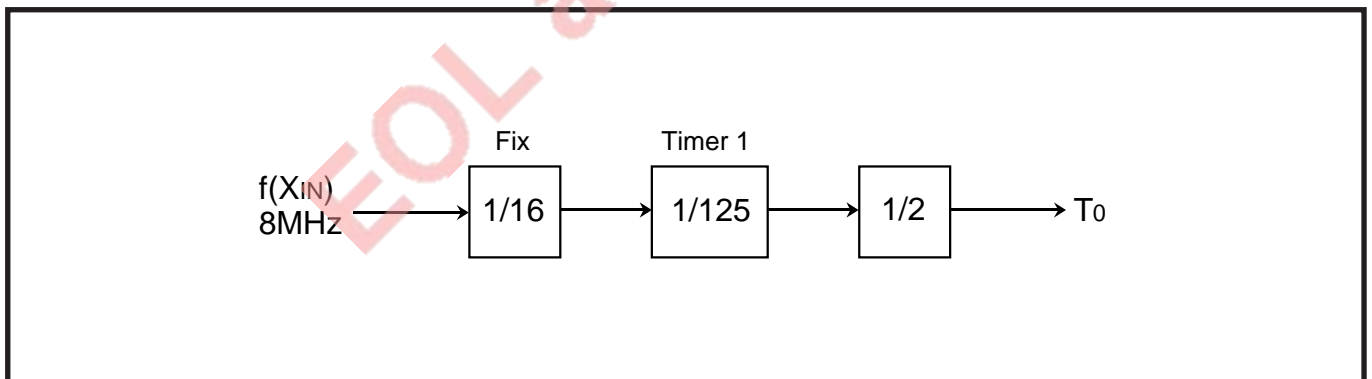 Fix Timer 1
f(XIN)
8MHz
1/16 1/125 1/2 T0
EOL a